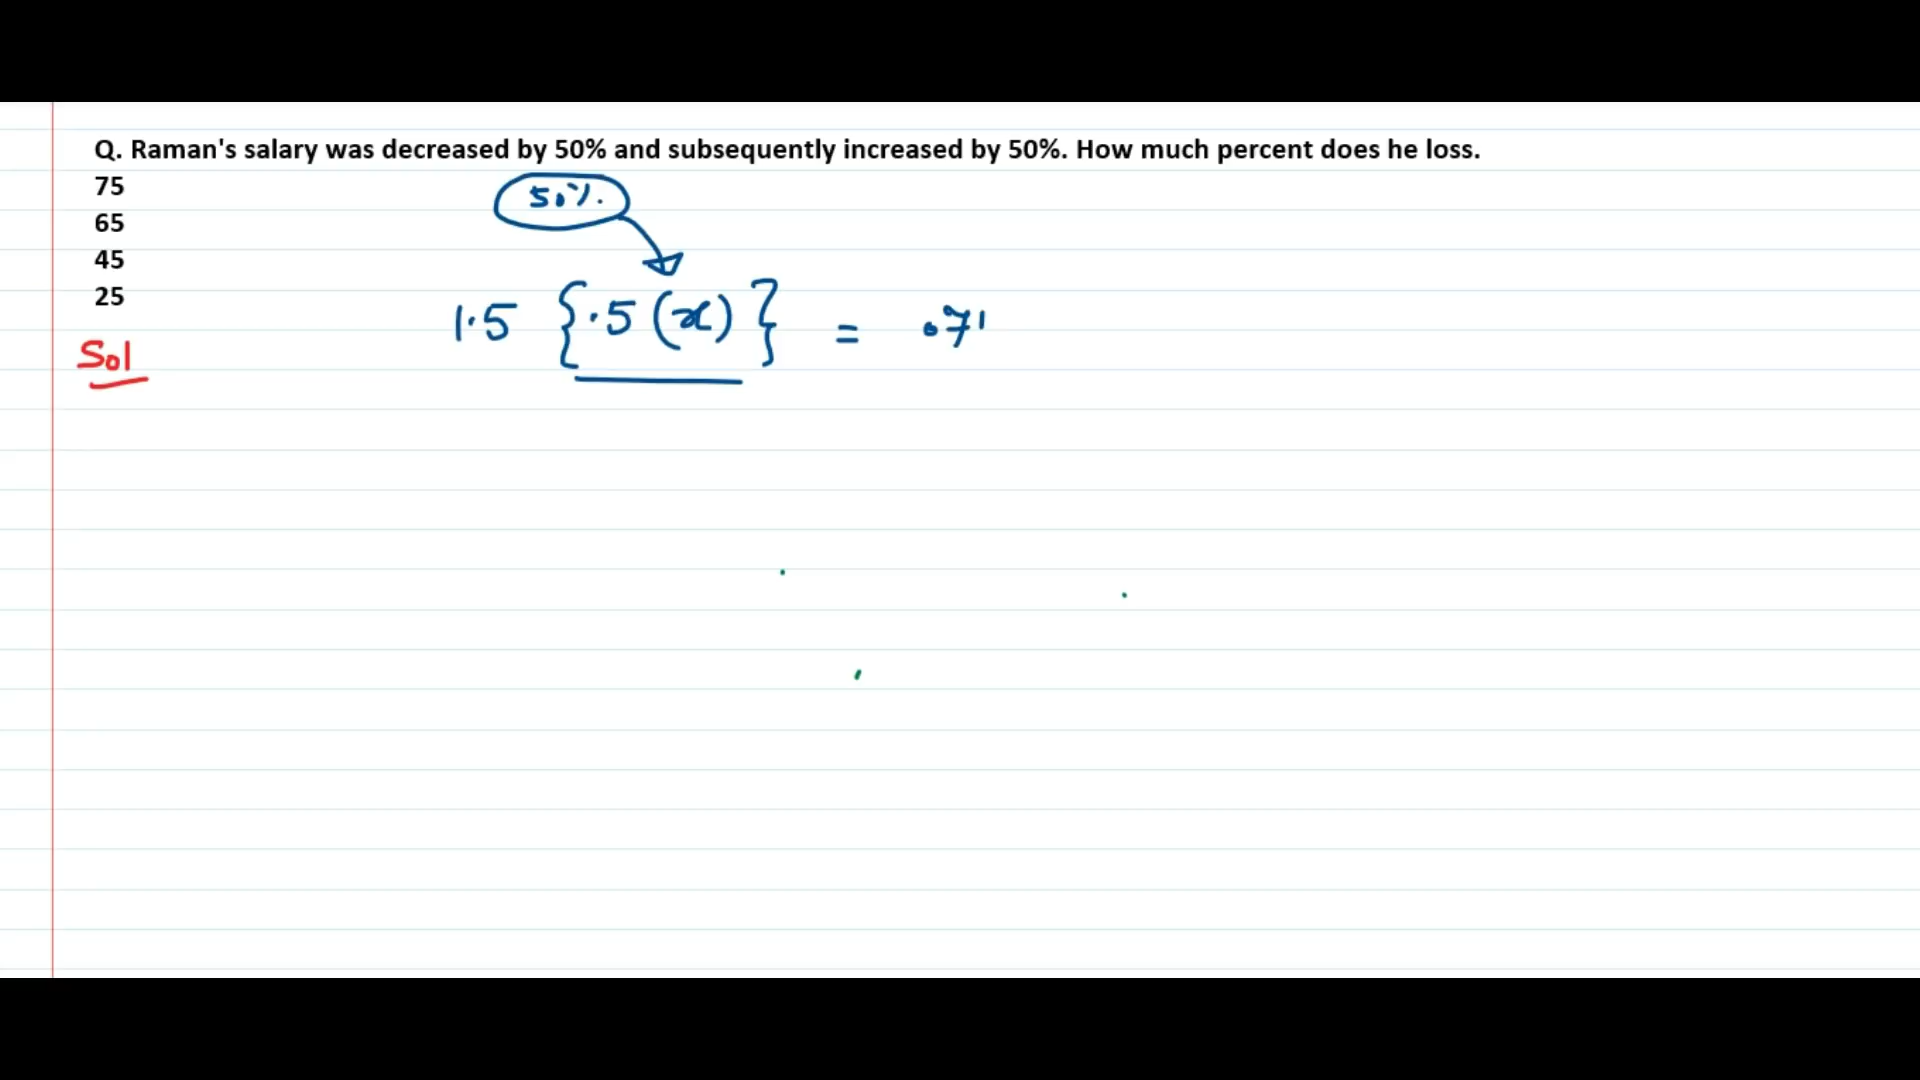 Q. Raman's salary was decreased by 50% and subsequently increased by 50%. How much percent does he loss.
75
50%.
65
45
25
1.5 {.5(x)} = .7'
Sol